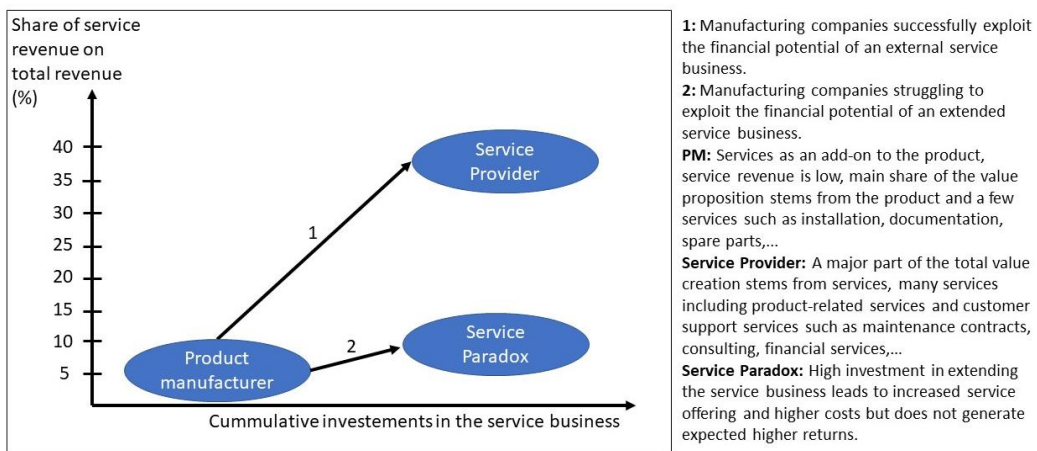 Share of service
revenue on
total revenue
(%)
40
35
30
25
20
15
10
5
Service
Provider
1
2
Service
Paradox
Product
manufacturer
Cummulative investements in the service business
1: Manufacturing companies successfully exploit
the financial potential of an external service
business.
2: Manufacturing companies struggling to
exploit the financial potential of an extended
service business.
PM: Services as an add-on to the product,
service revenue is low, main share of the value
proposition stems from the product and a few
services such as installation, documentation,
spare parts,...
Service Provider: A major part of the total value
creation stems from services, many services
including product-related services and customer
support services such as maintenance contracts,
consulting, financial services,...
Service Paradox: High investment in extending
the service business leads to increased service
offering and higher costs but does not generate
expected higher returns.